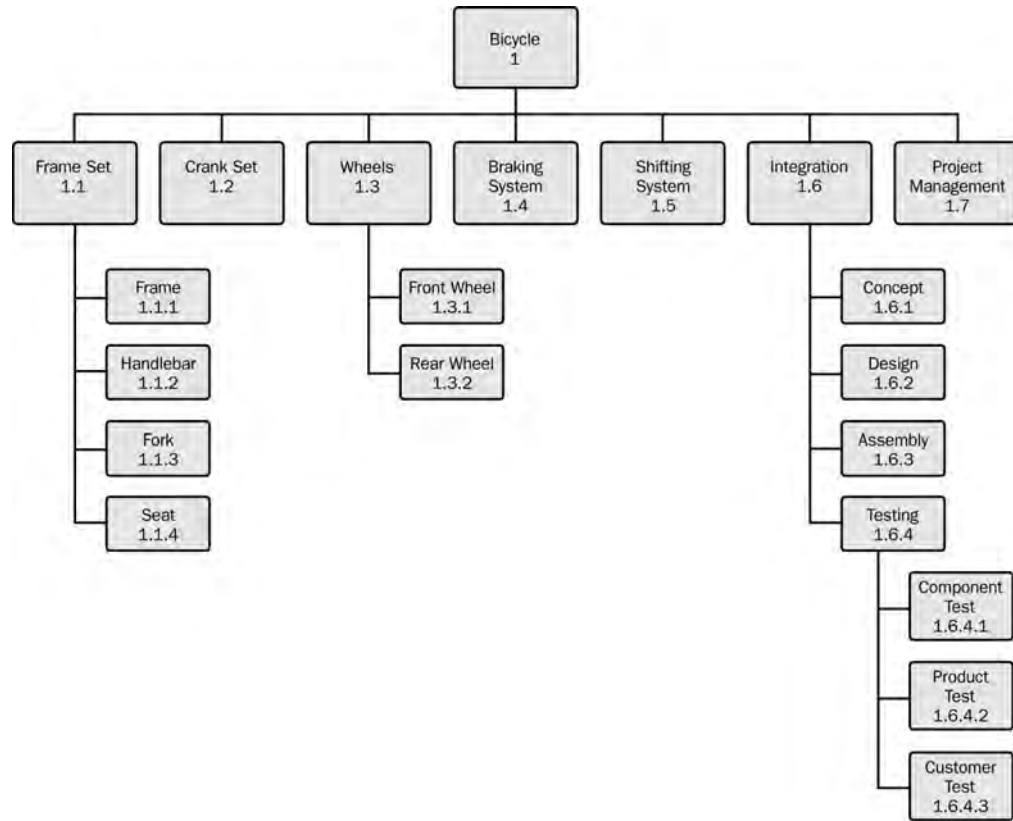 Bicycle
1
Frame Set
1.1
Crank Set
1.2
Wheels
1.3
Braking
System
1.4
Shifting
System
1.5
Integration
1.6
Project
Management
1.7
Frame
1.1.1
Handlebar
1.1.2
Fork
1.1.3
Seat
1.1.4
Front Wheel
1.3.1
Rear Wheel
1.3.2
Concept
1.6.1
Design
1.6.2
Assembly
1.6.3
Testing
1.6.4
Component
Test
1.6.4.1
Product
Test
1.6.4.2
Customer
Test
1.6.4.3